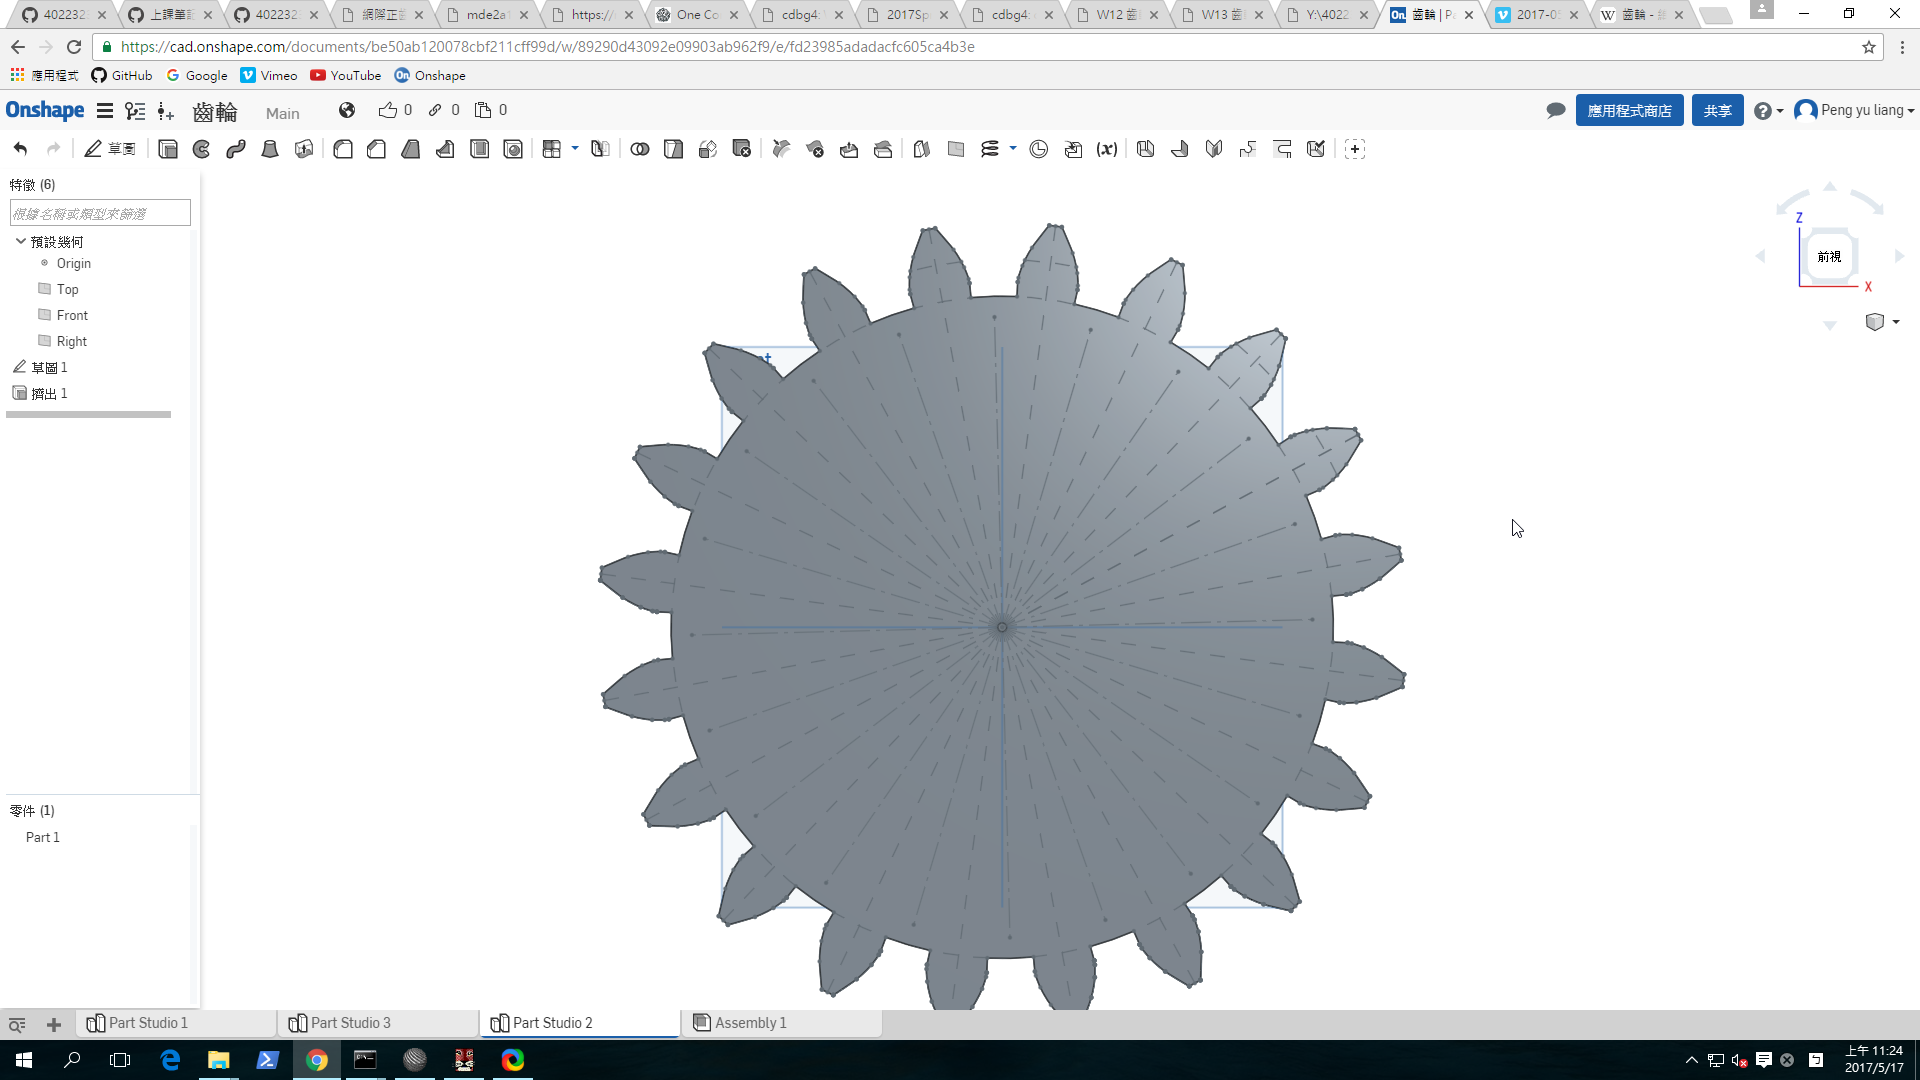 402232
上課筆記
40232
網際正齒
mde2a
https://
One Co
cdbg4:
2017Sp
cdbg4:
W12 齒
W13 齒
Y:\4022
齒輪 | P
2017-0
齒輪 -
https://cad.onshape.com/documents/be50ab120078cbf211cff99d/w/89290d43092e09903ab962f9/e/fd23985adadacfc605ca4b3e
應用程式 GitHub Google Vimeo YouTube Onshape
Onshape 齒輪 Main 0 0 0 應用程式商店 共享 Peng yu liang
草圖
特徵 (6)
根據名稱或類型來篩選
預設幾何
Origin
Top
Front
Right
草圖 1
擠出 1
零件 (1)
Part 1
Z
前視
X
Part Studio 1
Part Studio 3
Part Studio 2
Assembly 1
上午 11:24
2017/5/17